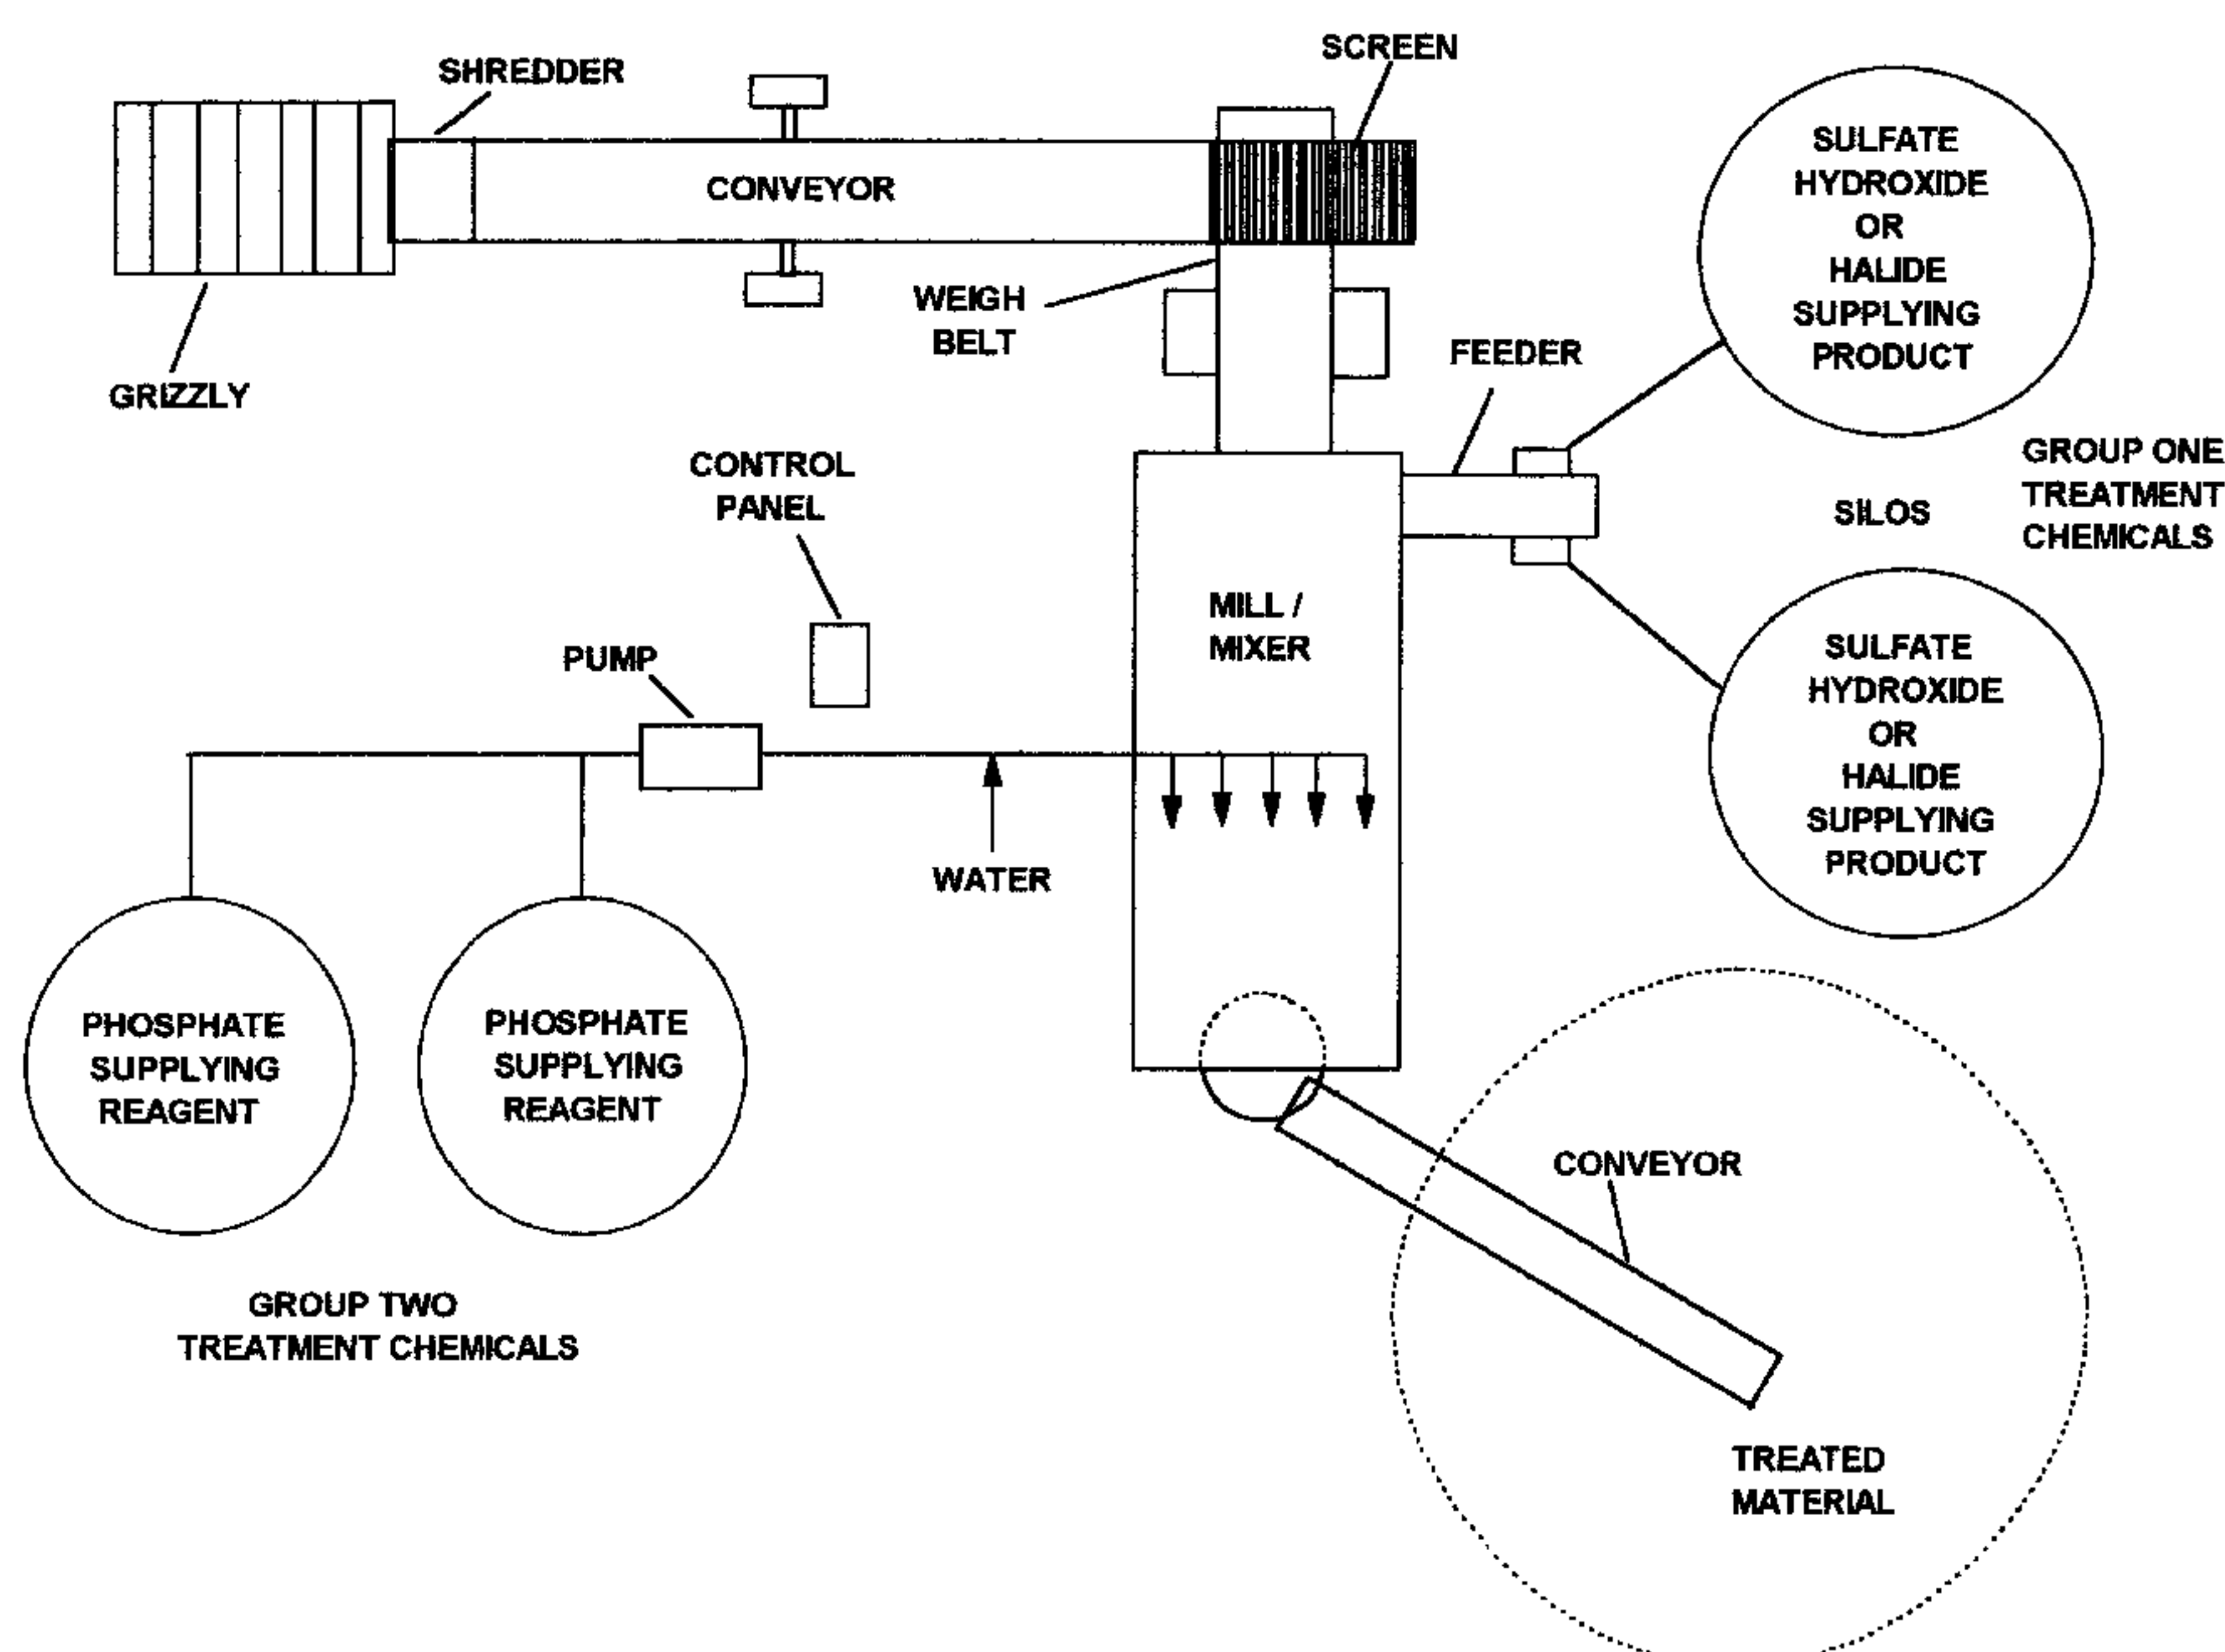 SHREDDER
SCREEN
CONVEYOR
GRIZZLY
WEIGH
BELT
FEEDER
SULFATE
HYDROXIDE
OR
HALIDE
SUPPLYING
PRODUCT
GROUP ONE
TREATMENT
CHEMICALS
SILOS
CONTROL
PANEL
MILL /
MIXER
PUMP
WATER
SULFATE
HYDROXIDE
OR
HALIDE
SUPPLYING
PRODUCT
PHOSPHATE
SUPPLYING
REAGENT
PHOSPHATE
SUPPLYING
REAGENT
GROUP TWO
TREATMENT CHEMICALS
CONVEYOR
TREATED
MATERIAL